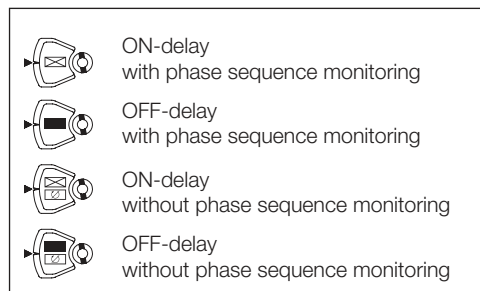 ON-delay
with phase sequence monitoring
OFF-delay
with phase sequence monitoring
ON-delay
without phase sequence monitoring
OFF-delay
without phase sequence monitoring